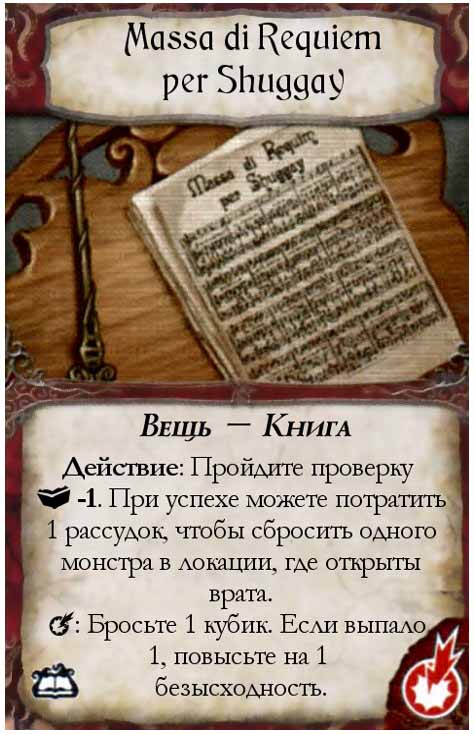 Massa di Requiem
per Shuggay
Massa di Requiem
per Shuggay
Вещь — Книга
Действие: Пройдите проверку
-1. При успехе можете потратить
1 рассудок, чтобы сбросить одного
монстра в локации, где открыты
врата.
: Бросьте 1 кубик. Если выпало
1, повысьте на 1
безысходность.